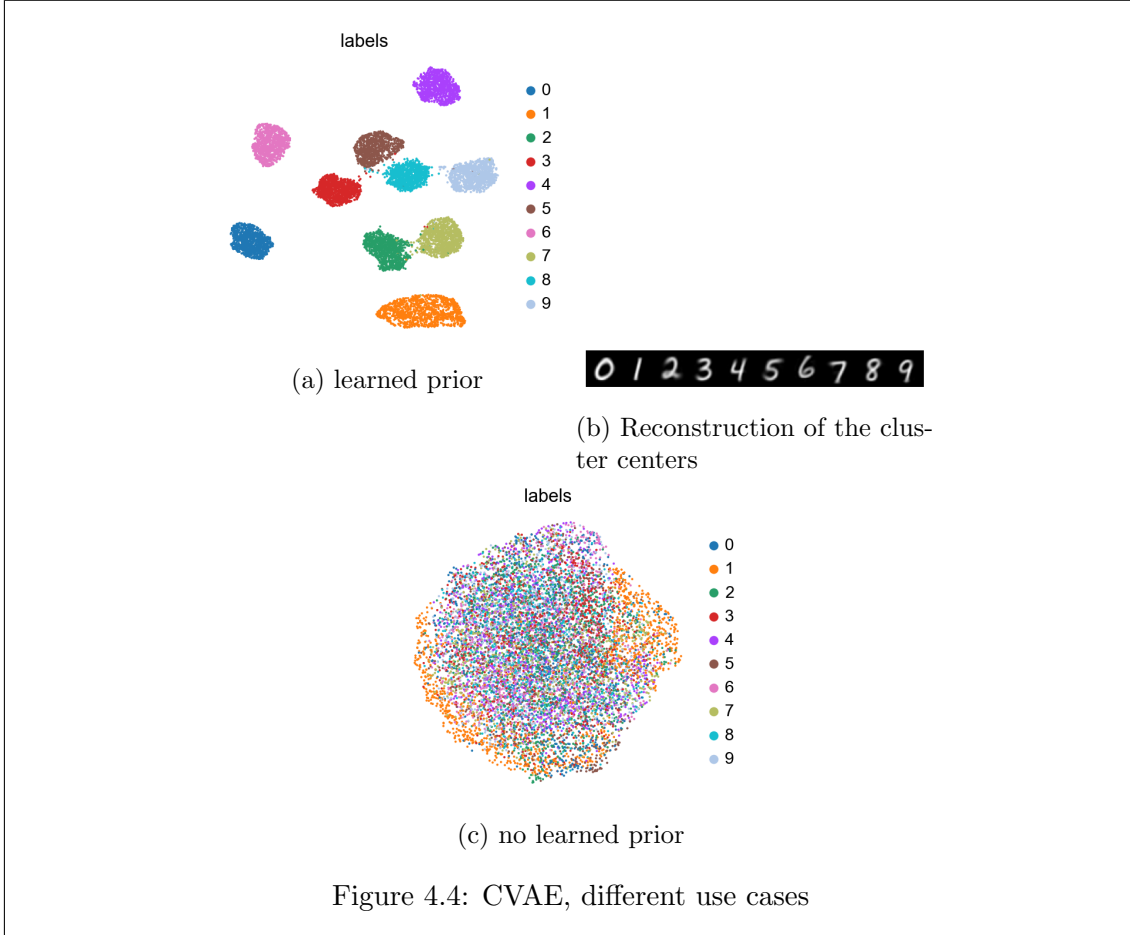 labels
0
1
2
3
4
5
6
7
8
9
(a) learned prior
0 1 2 3 4 5 6 7 8 9
(b) Reconstruction of the clus-
ter centers
labels
0
1
2
3
4
5
6
7
8
9
(c) no learned prior
Figure 4.4: CVAE, different use cases